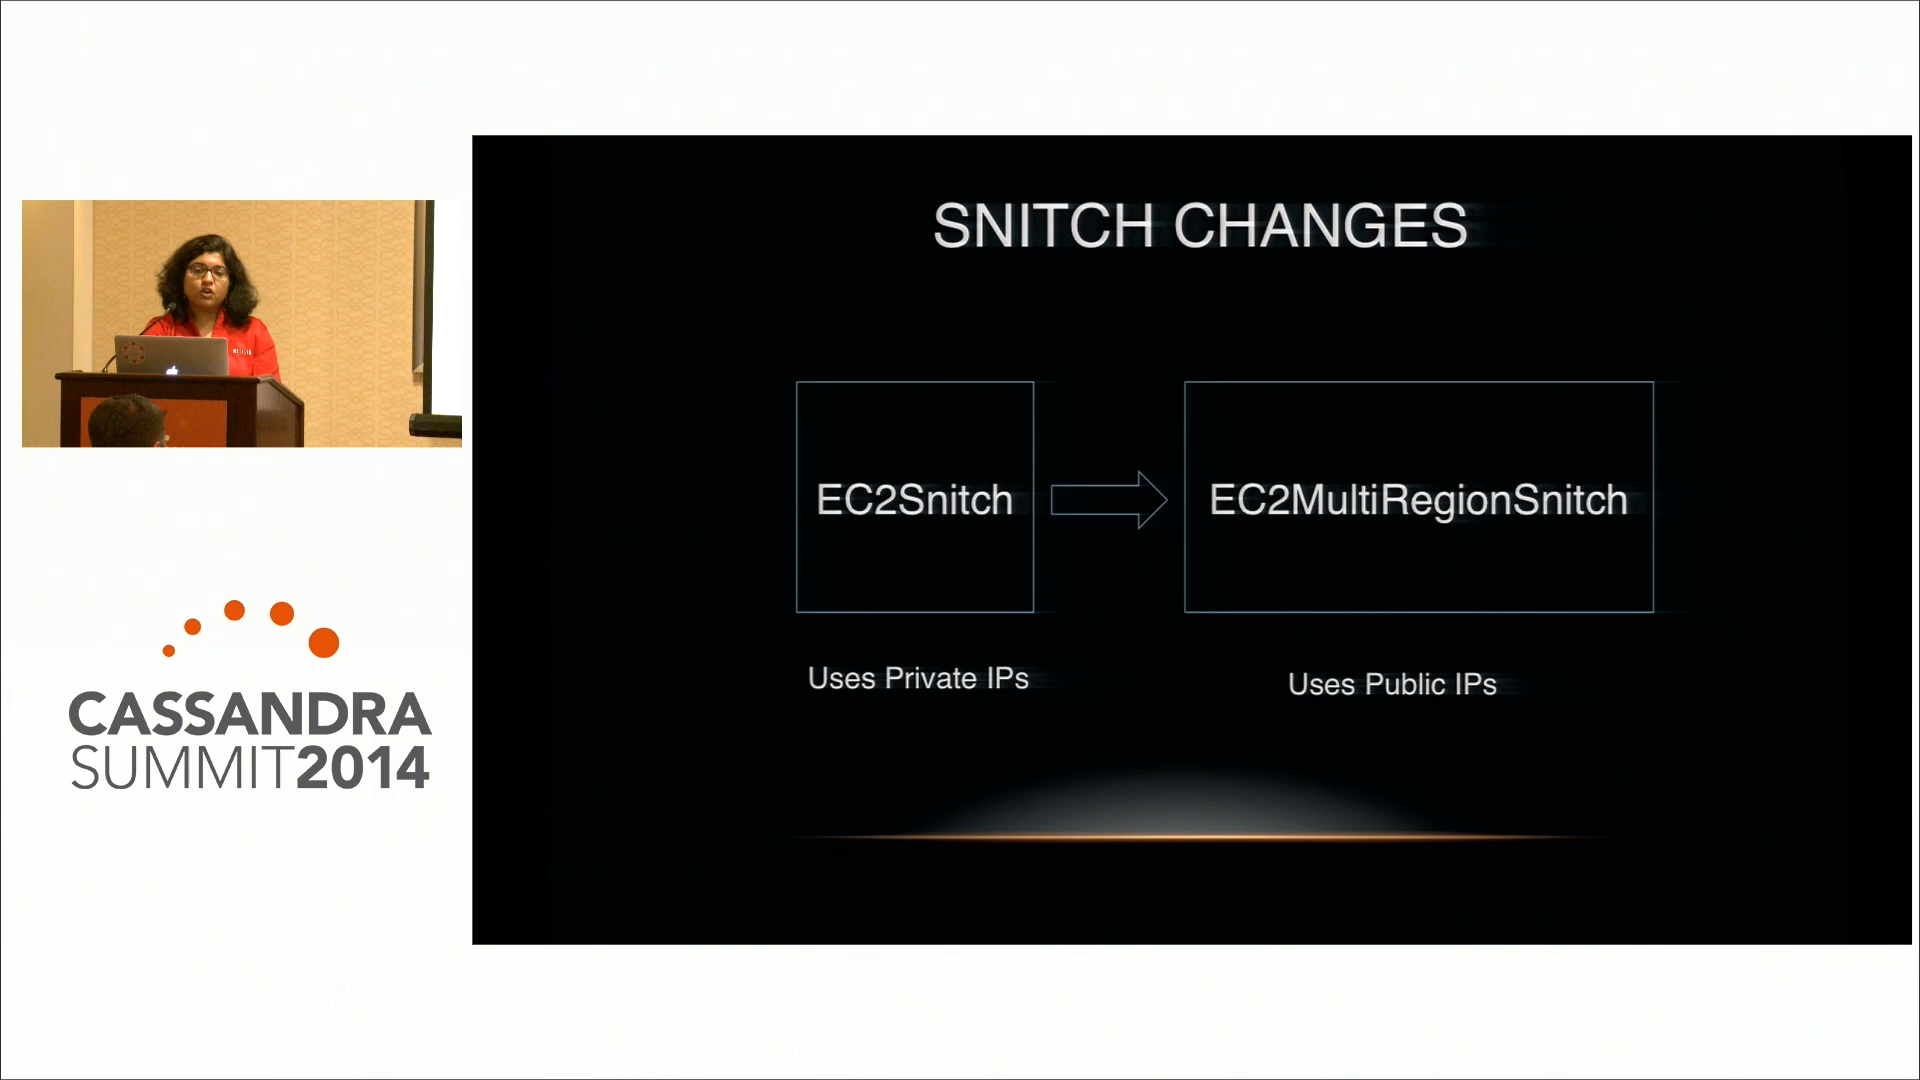 SNITCH CHANGES
EC2Snitch
EC2MultiRegionSnitch
Uses Private IPs
Uses Public IPs
CASSANDRA
SUMMIT2014